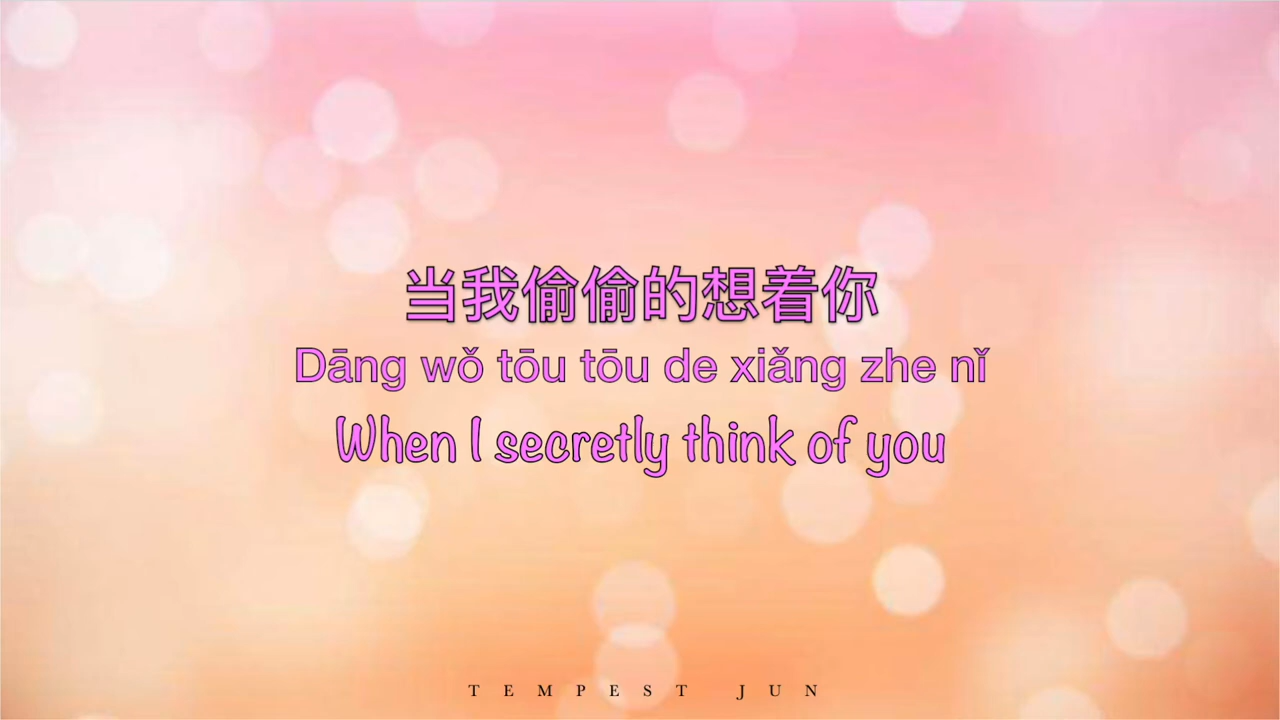 当我偷偷的想着你
Dāng wǒ tōu tōu de xiǎng zhe nǐ
When I secretly think of you
TEMPEST JUN